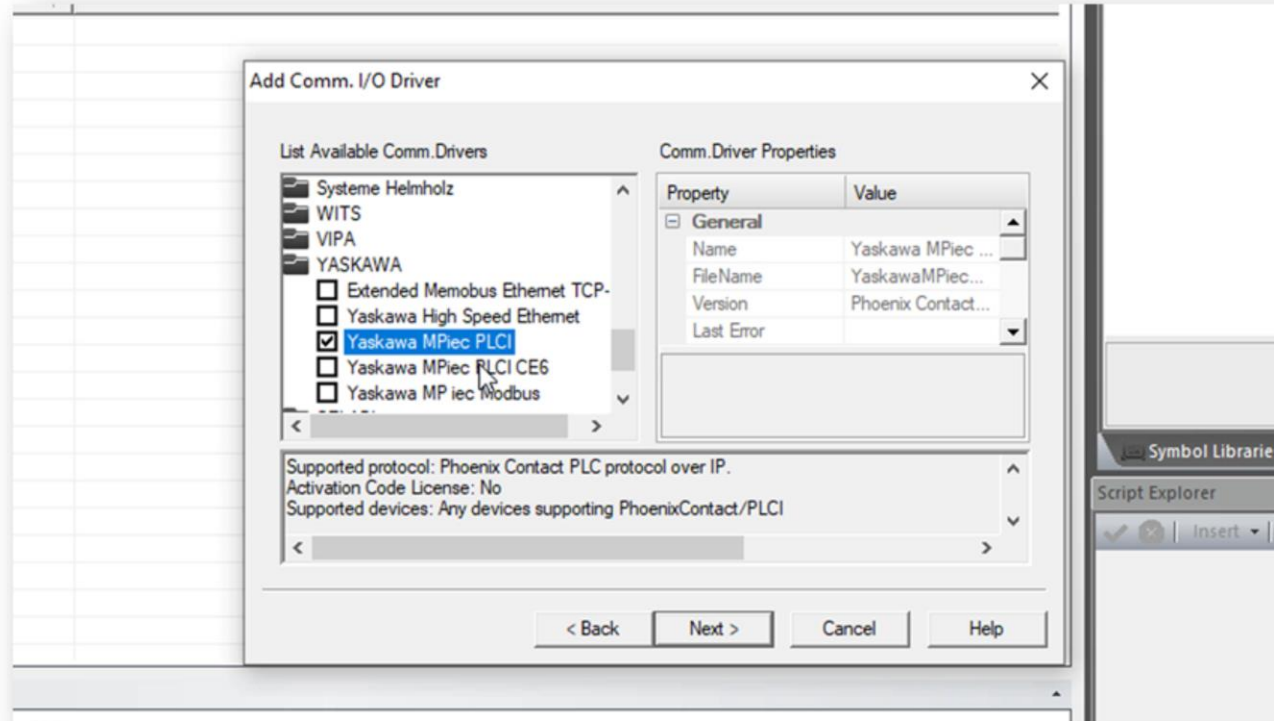 Add Comm. I/O Driver
List Available Comm.Drivers
Comm.Driver Properties
Systeme Helmholz
WITS
VIPA
YASKAWA
Extended Memobus Ethernet TCP-
Yaskawa High Speed Ethernet
Yaskawa MPiec PLCI
Yaskawa MPiec PLCI CE6
Yaskawa MP iec Modbus
Property Value
General
Name Yaskawa MPiec ...
FileName YaskawaMPiec...
Version Phoenix Contact...
Last Error
Supported protocol: Phoenix Contact PLC protocol over IP.
Activation Code License: No
Supported devices: Any devices supporting PhoenixContact/PLCI
< Back Next > Cancel Help
Symbol Librarie
Script Explorer
Insert